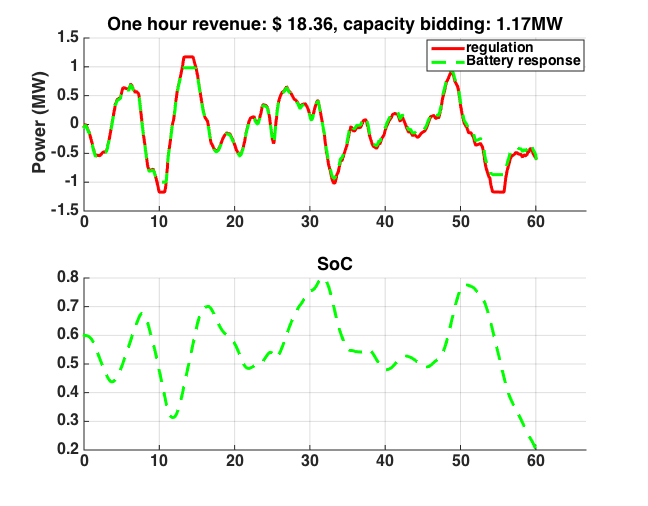 One hour revenue: $ 18.36, capacity bidding: 1.17MW
regulation
Battery response
Power (MW)
1.5
1
0.5
0
-0.5
-1
-1.5
0 10 20 30 40 50 60
SoC
0.8
0.7
0.6
0.5
0.4
0.3
0.2
0 10 20 30 40 50 60